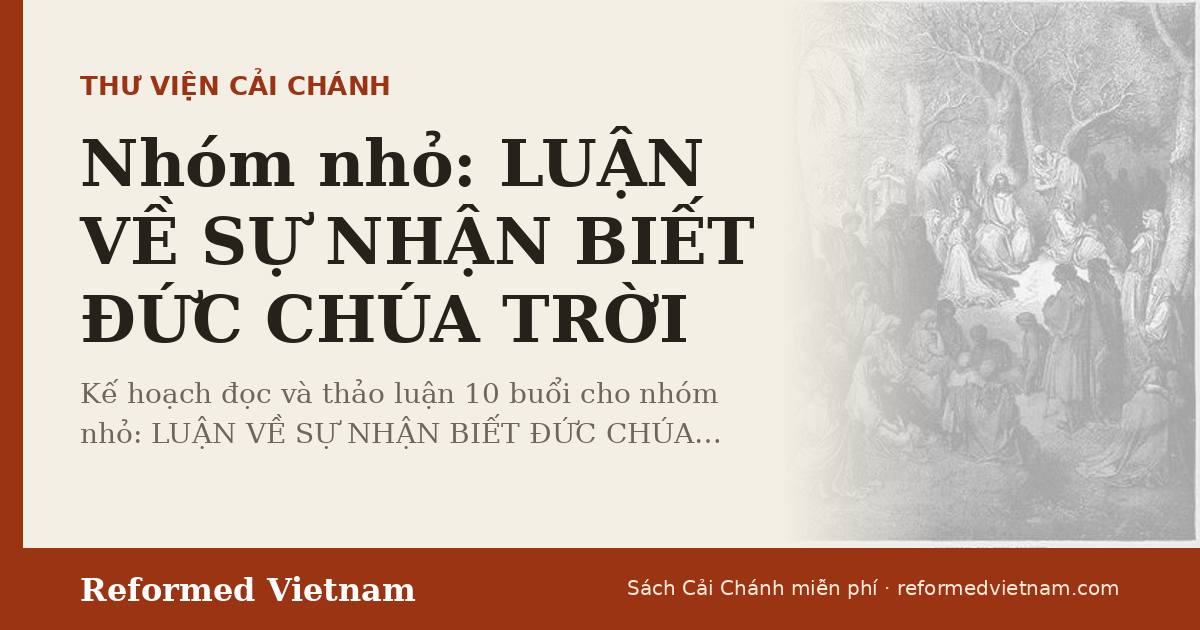 THƯ VIỆN CẢI CHÁNH
Nhóm nhỏ: LUẬN
VỀ SỰ NHẬN BIẾT
ĐỨC CHÚA TRỜI
Kế hoạch đọc và thảo luận 10 buổi cho nhóm
nhỏ: LUẬN VỀ SỰ NHẬN BIẾT ĐỨC CHÚA...
Reformed Vietnam
Sách Cải Chánh miễn phí · reformedvietnam.com